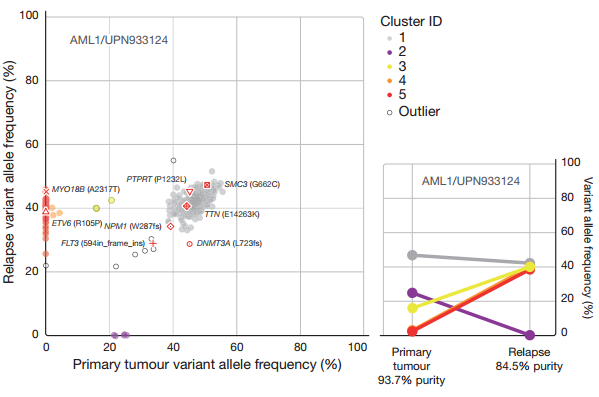 Relapse variant allele frequency (%)
100
80
60
40
20
0
AML1/UPN933124
PTPRT (P1232L)
SMC3 (G662C)
MYO18B (A2317T)
TTN (E14263K)
ETV6 (R105P)
NPM1 (W287fs)
FLT3 (594in_frame_ins)
DNMT3A (L723fs)
0 20 40 60 80 100
Primary tumour variant allele frequency (%)
Cluster ID
1
2
3
4
5
Outlier
AML1/UPN933124
100
80
60
40
20
0
Variant allele frequency (%)
Primary
tumour
93.7% purity
Relapse
84.5% purity